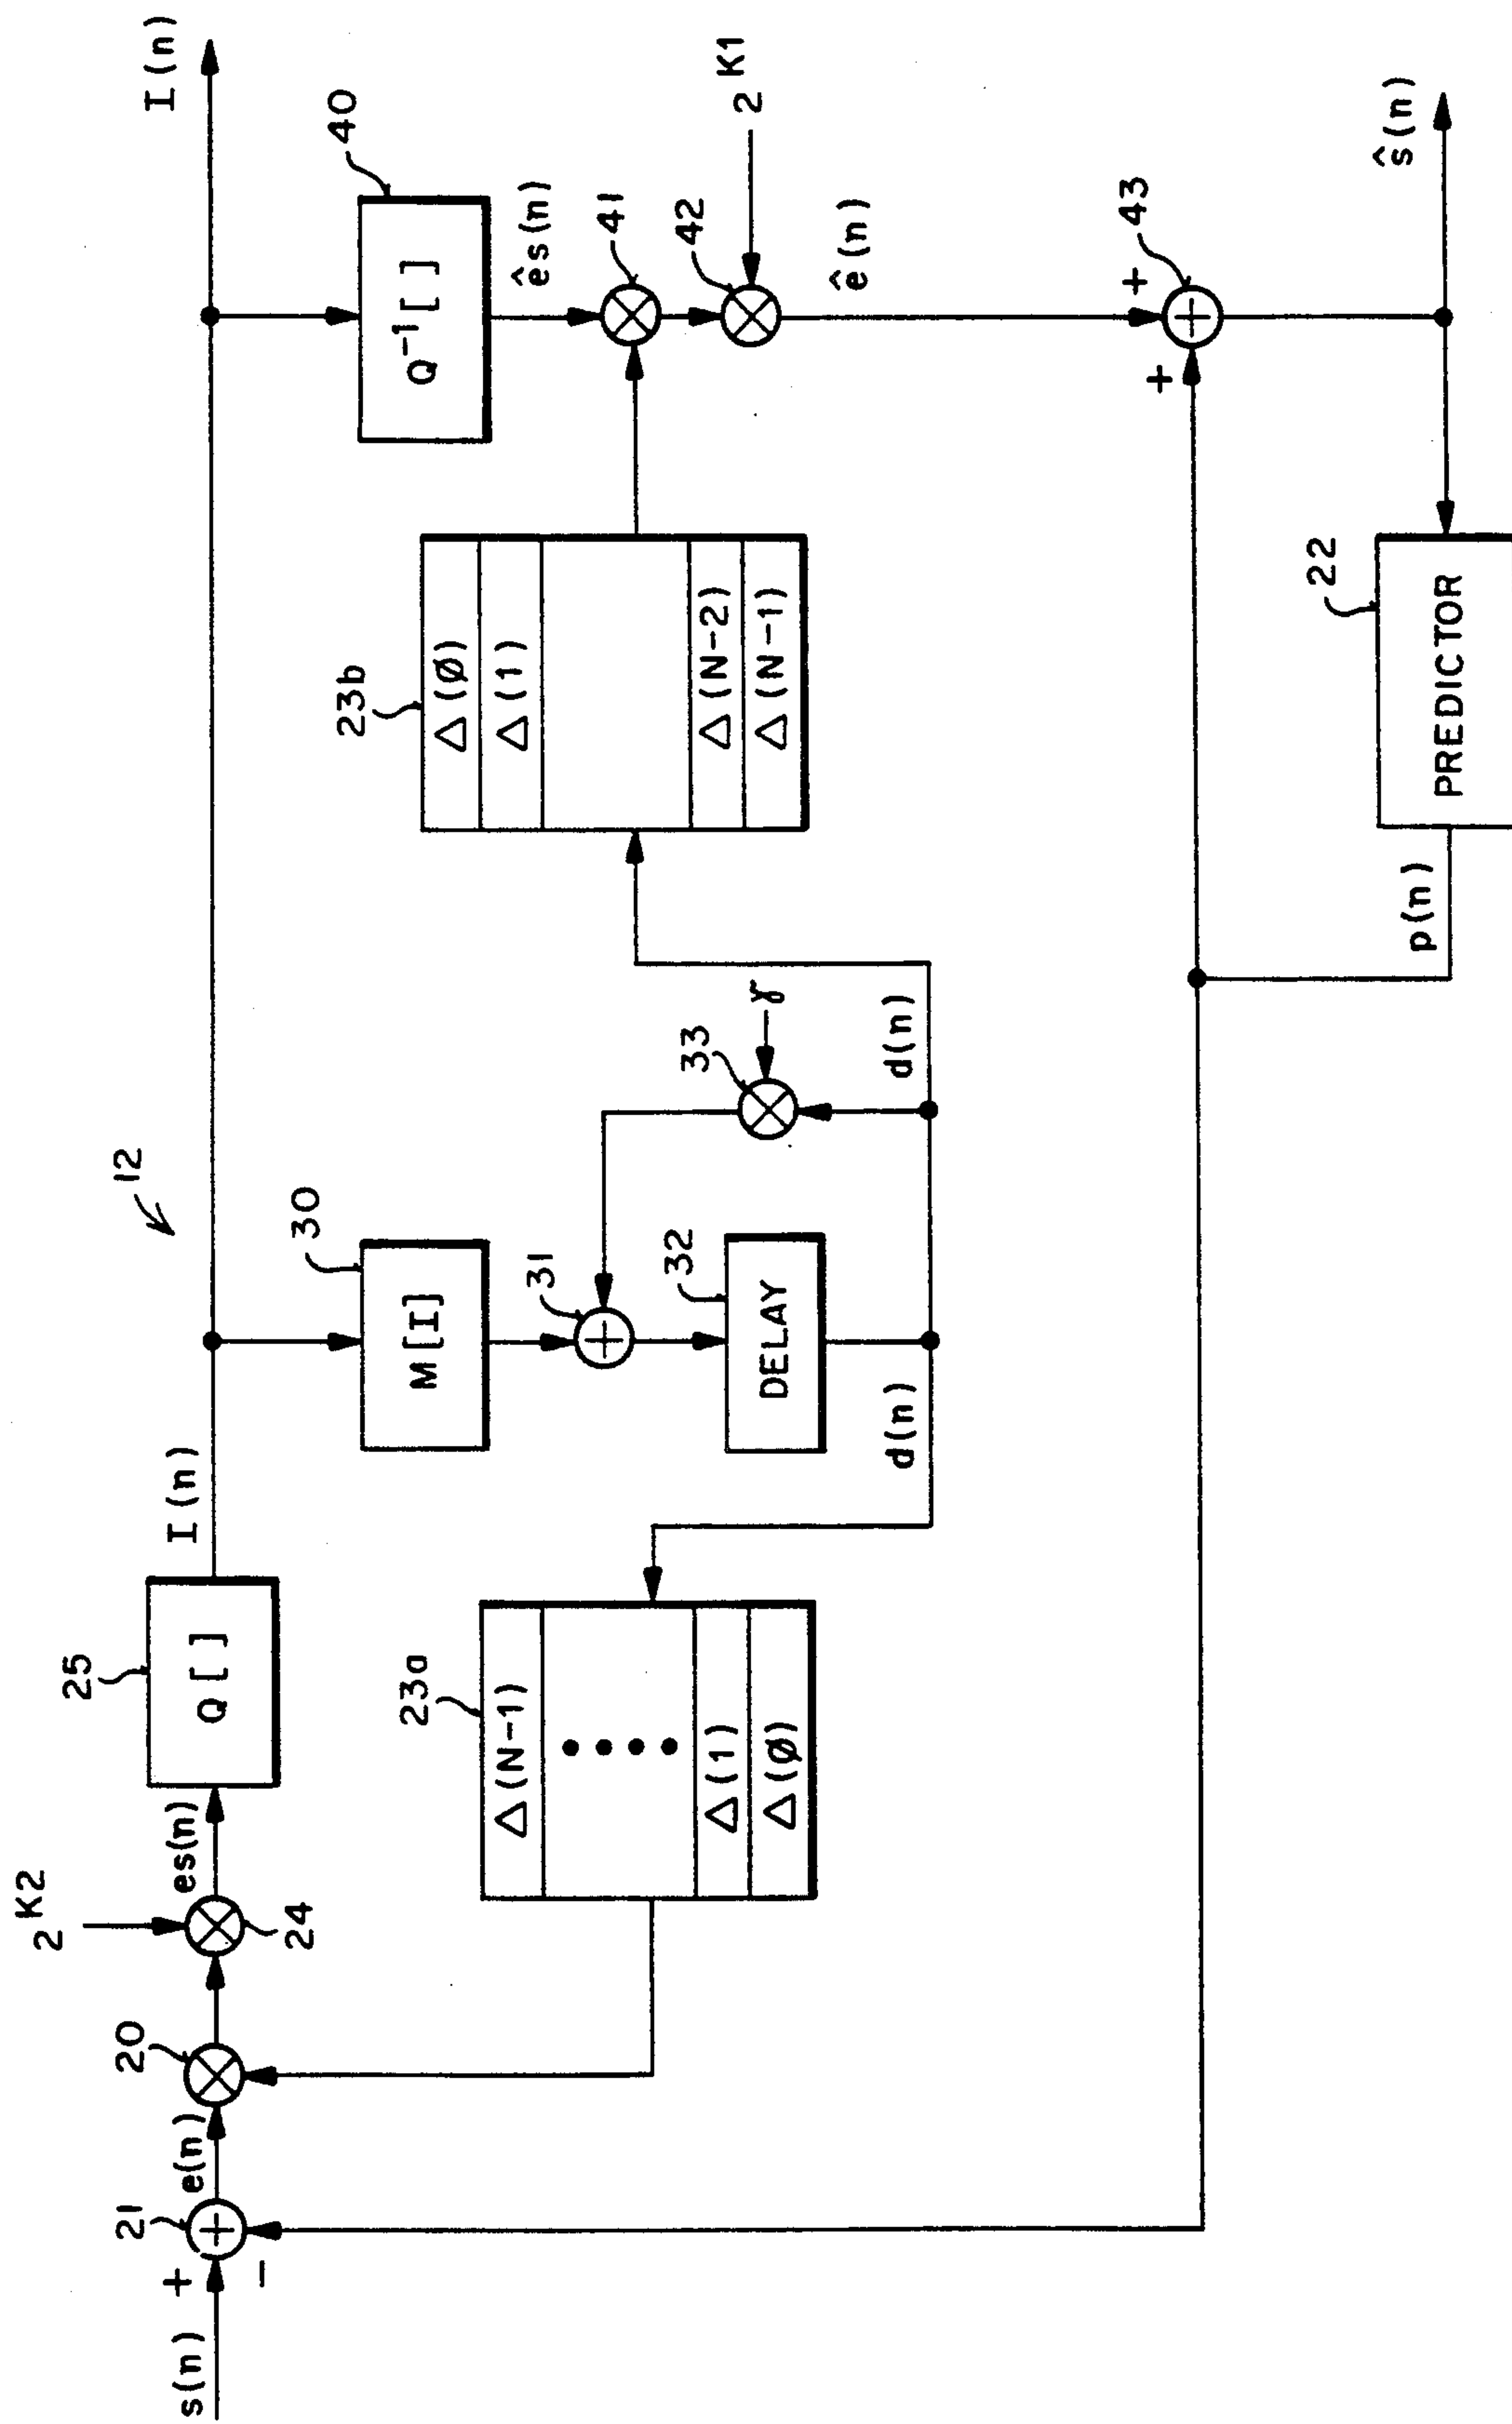 12
s(n)
+
−
21
e(n)
20
2^K2
24
es(n)
25
Q[ ]
I(n)
I(n)
30
M[I]
31
32
DELAY
33
γ
d(n)
d(n)
23a
Δ(N-1)
Δ(1)
Δ(Ø)
23b
Δ(Ø)
Δ(1)
Δ(N-2)
Δ(N-1)
40
Q⁻¹[ ]
ês(n)
41
42
2^K1
ê(n)
+
+
43
ŝ(n)
22
PREDICTOR
p(n)